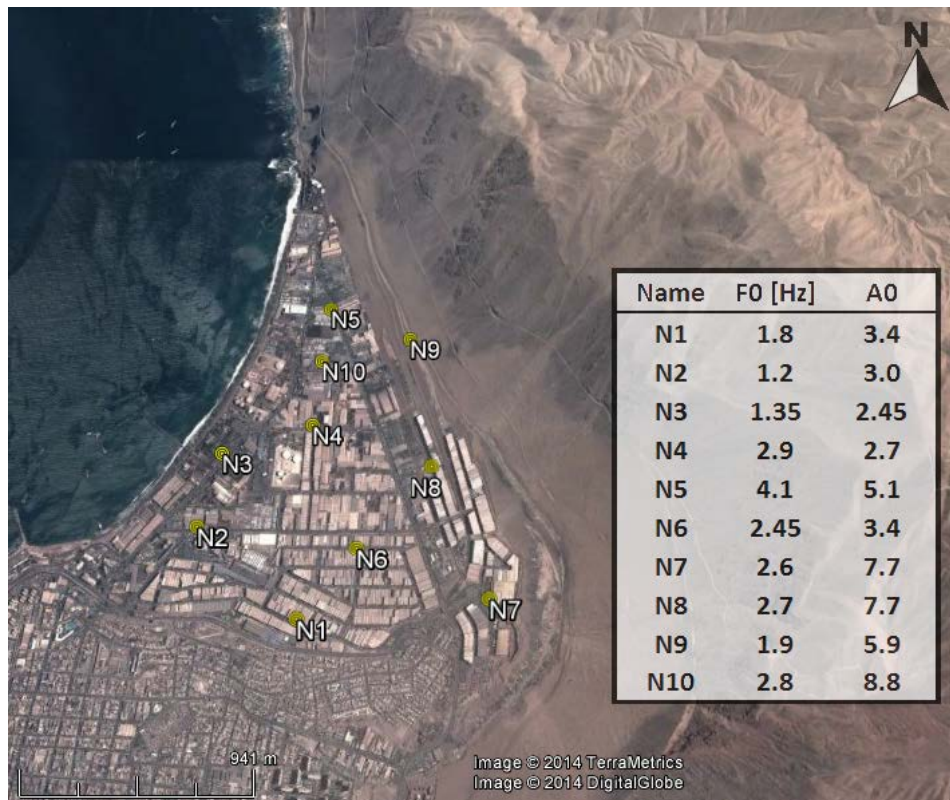 N
N5
N9
N10
N4
N3
N8
N2
N6
N7
N1
Name F0 [Hz] A0
N1 1.8 3.4
N2 1.2 3.0
N3 1.35 2.45
N4 2.9 2.7
N5 4.1 5.1
N6 2.45 3.4
N7 2.6 7.7
N8 2.7 7.7
N9 1.9 5.9
N10 2.8 8.8
941 m
Image © 2014 TerraMetrics
Image © 2014 DigitalGlobe